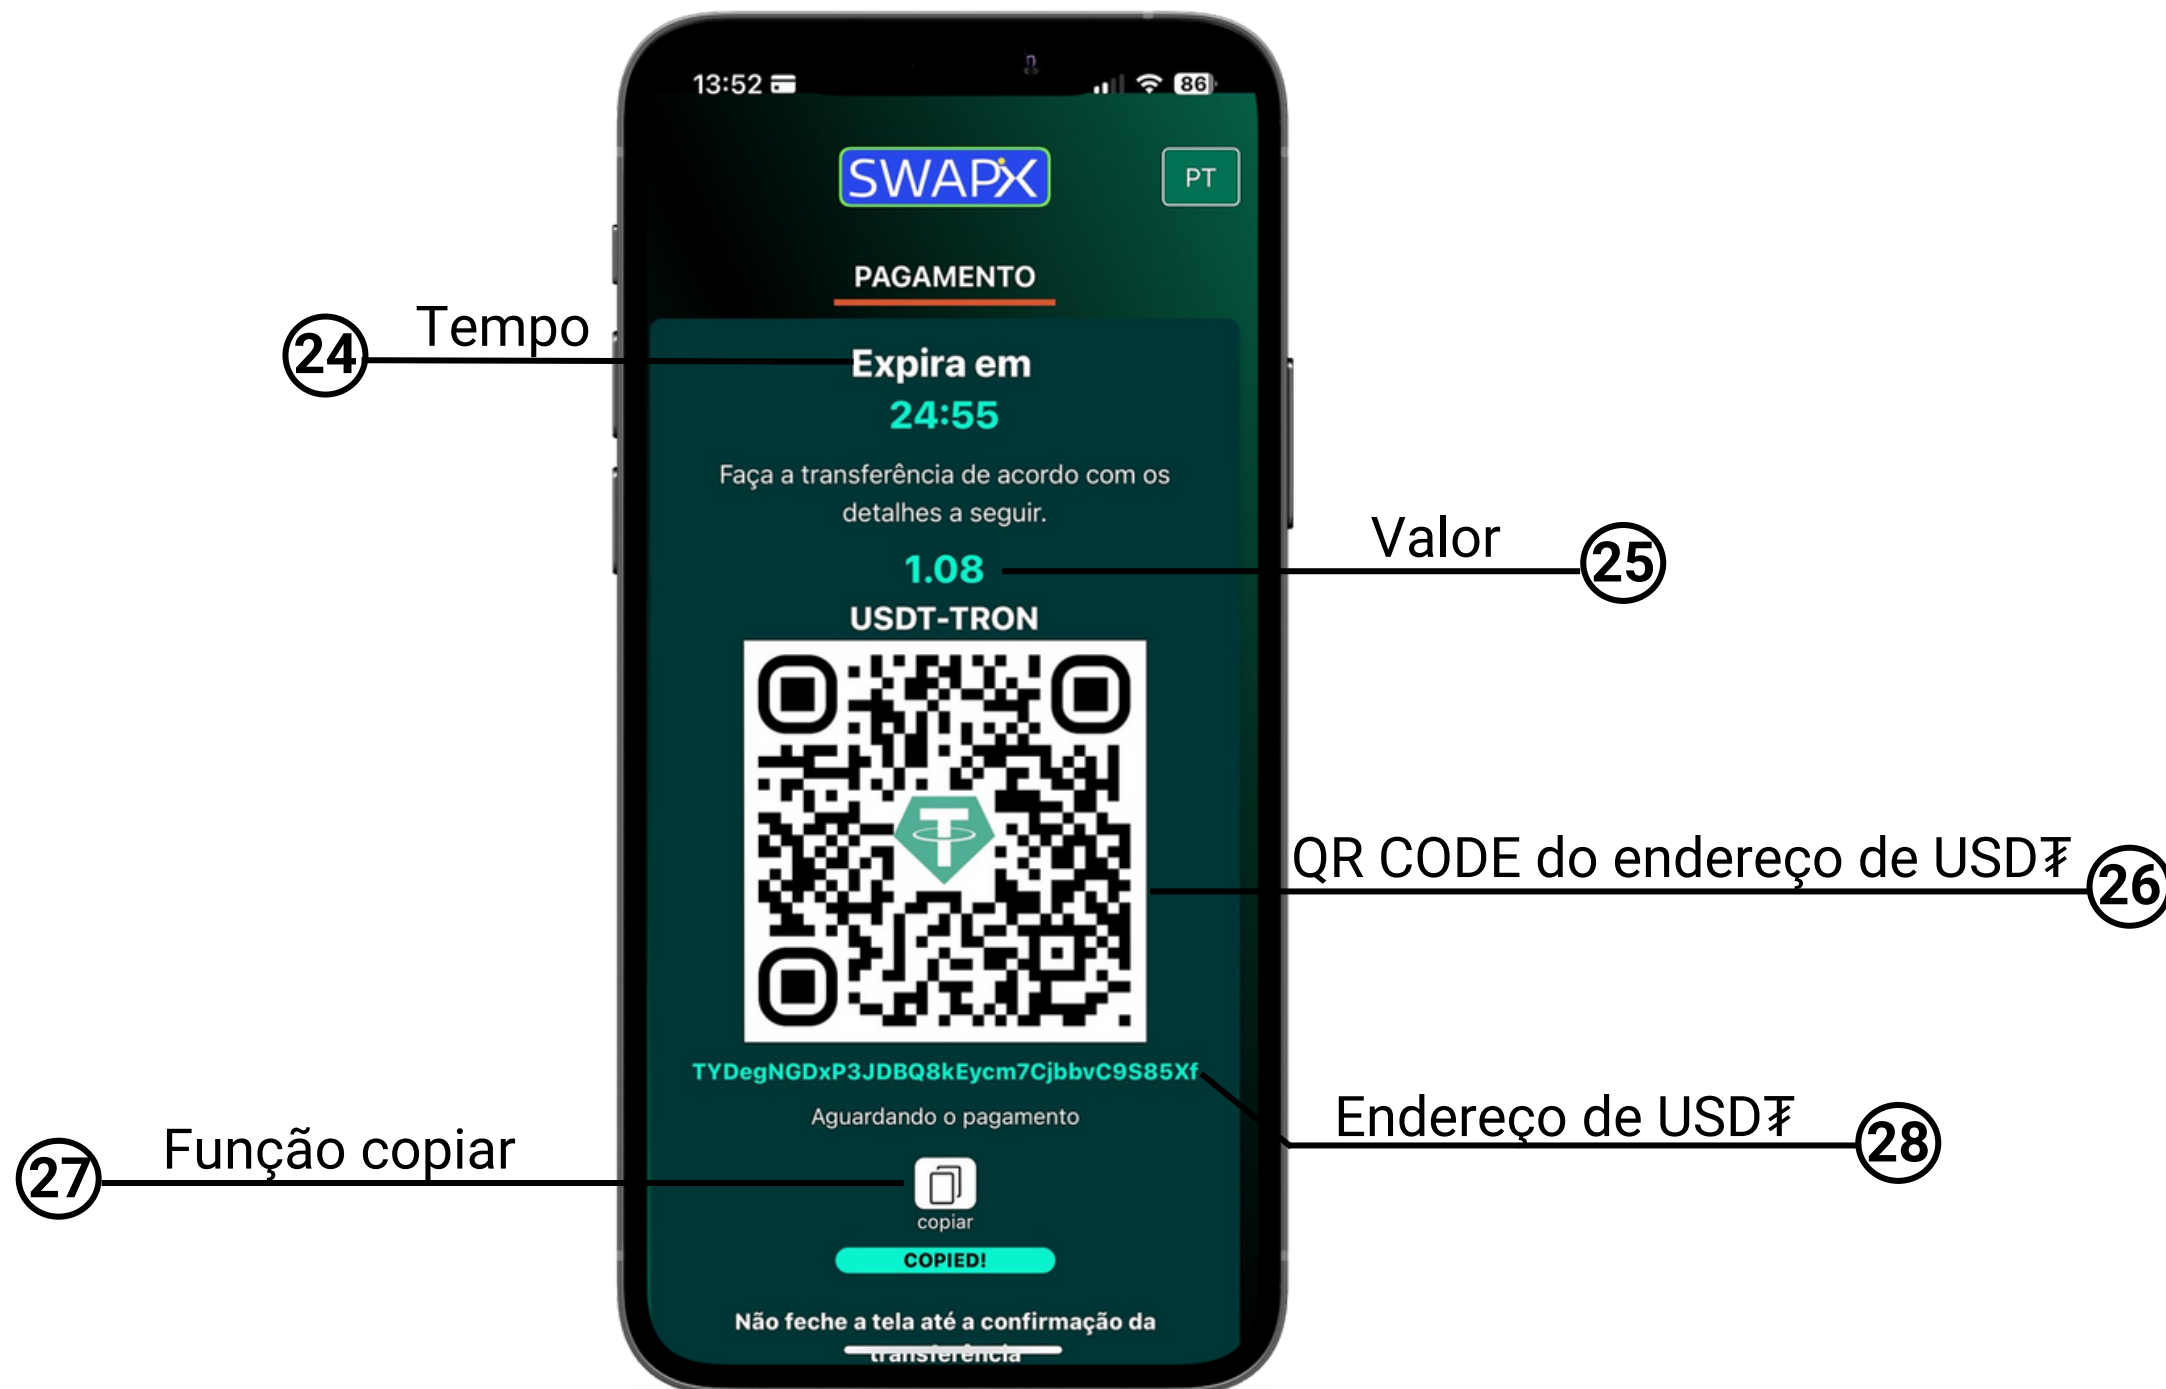 13:52
86
SWAPIX
PT
PAGAMENTO
24
Tempo
Expira em
24:55
Faça a transferência de acordo com os
detalhes a seguir.
Valor
25
1.08
USDT-TRON
QR CODE do endereço de USD₮
26
TYDegNGDxP3JDBQ8kEycm7CjbbvC9S85Xf
Aguardando o pagamento
Endereço de USD₮
28
27
Função copiar
copiar
COPIED!
Não feche a tela até a confirmação da
transferência